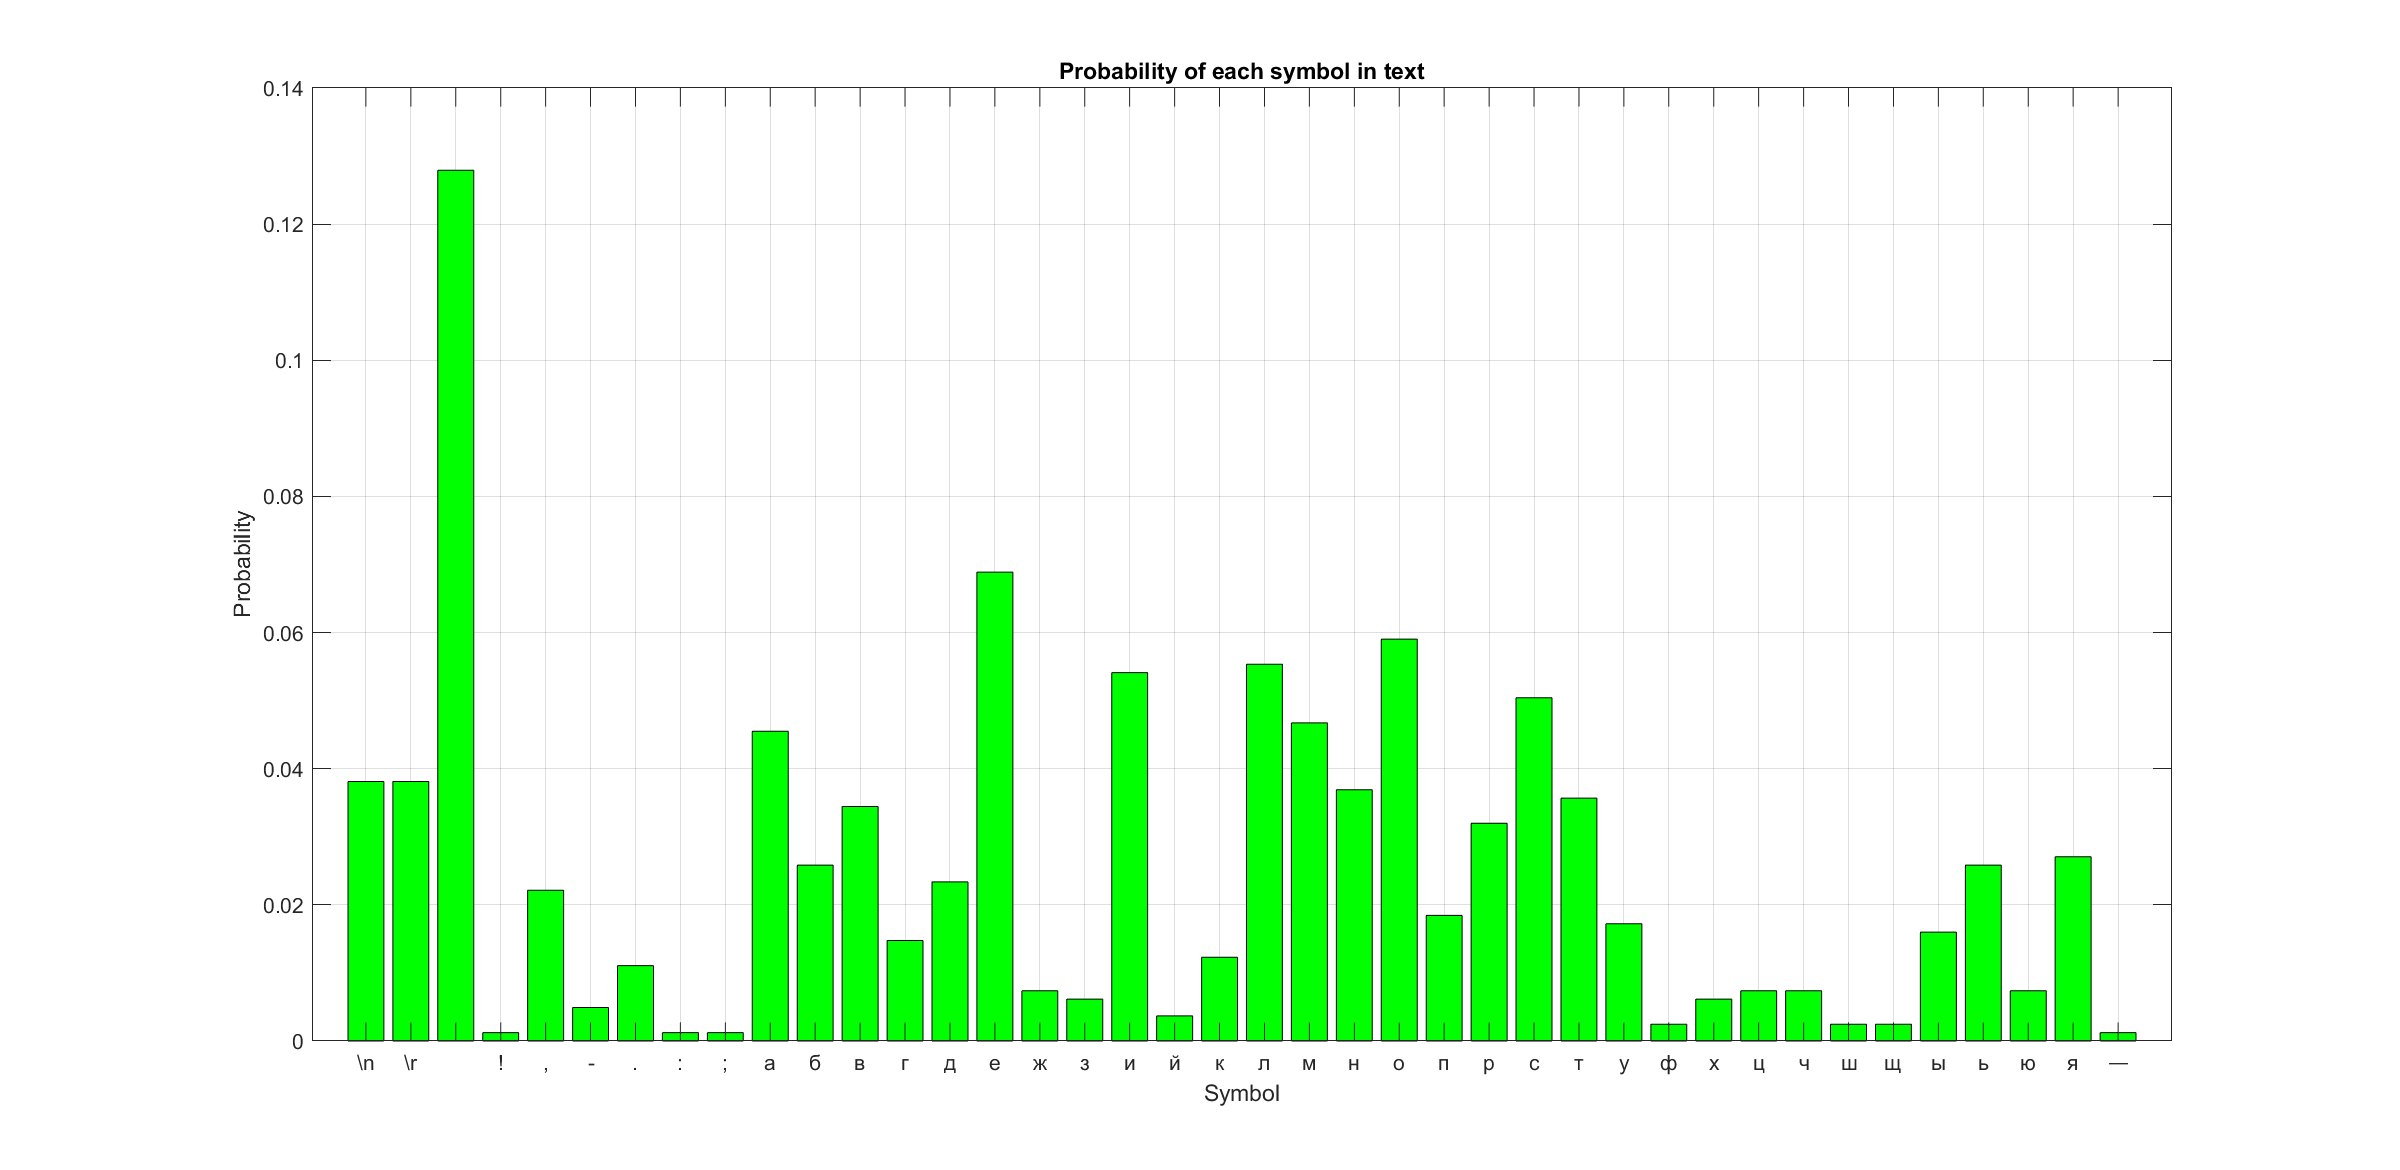 Probability of each symbol in text
0.14
0.12
0.1
0.08
0.06
0.04
0.02
0
Probability
\n \r ! , - . : ; а б в г д е ж з и й к л м н о п р с т у ф х ц ч ш щ ы ь ю я —
Symbol